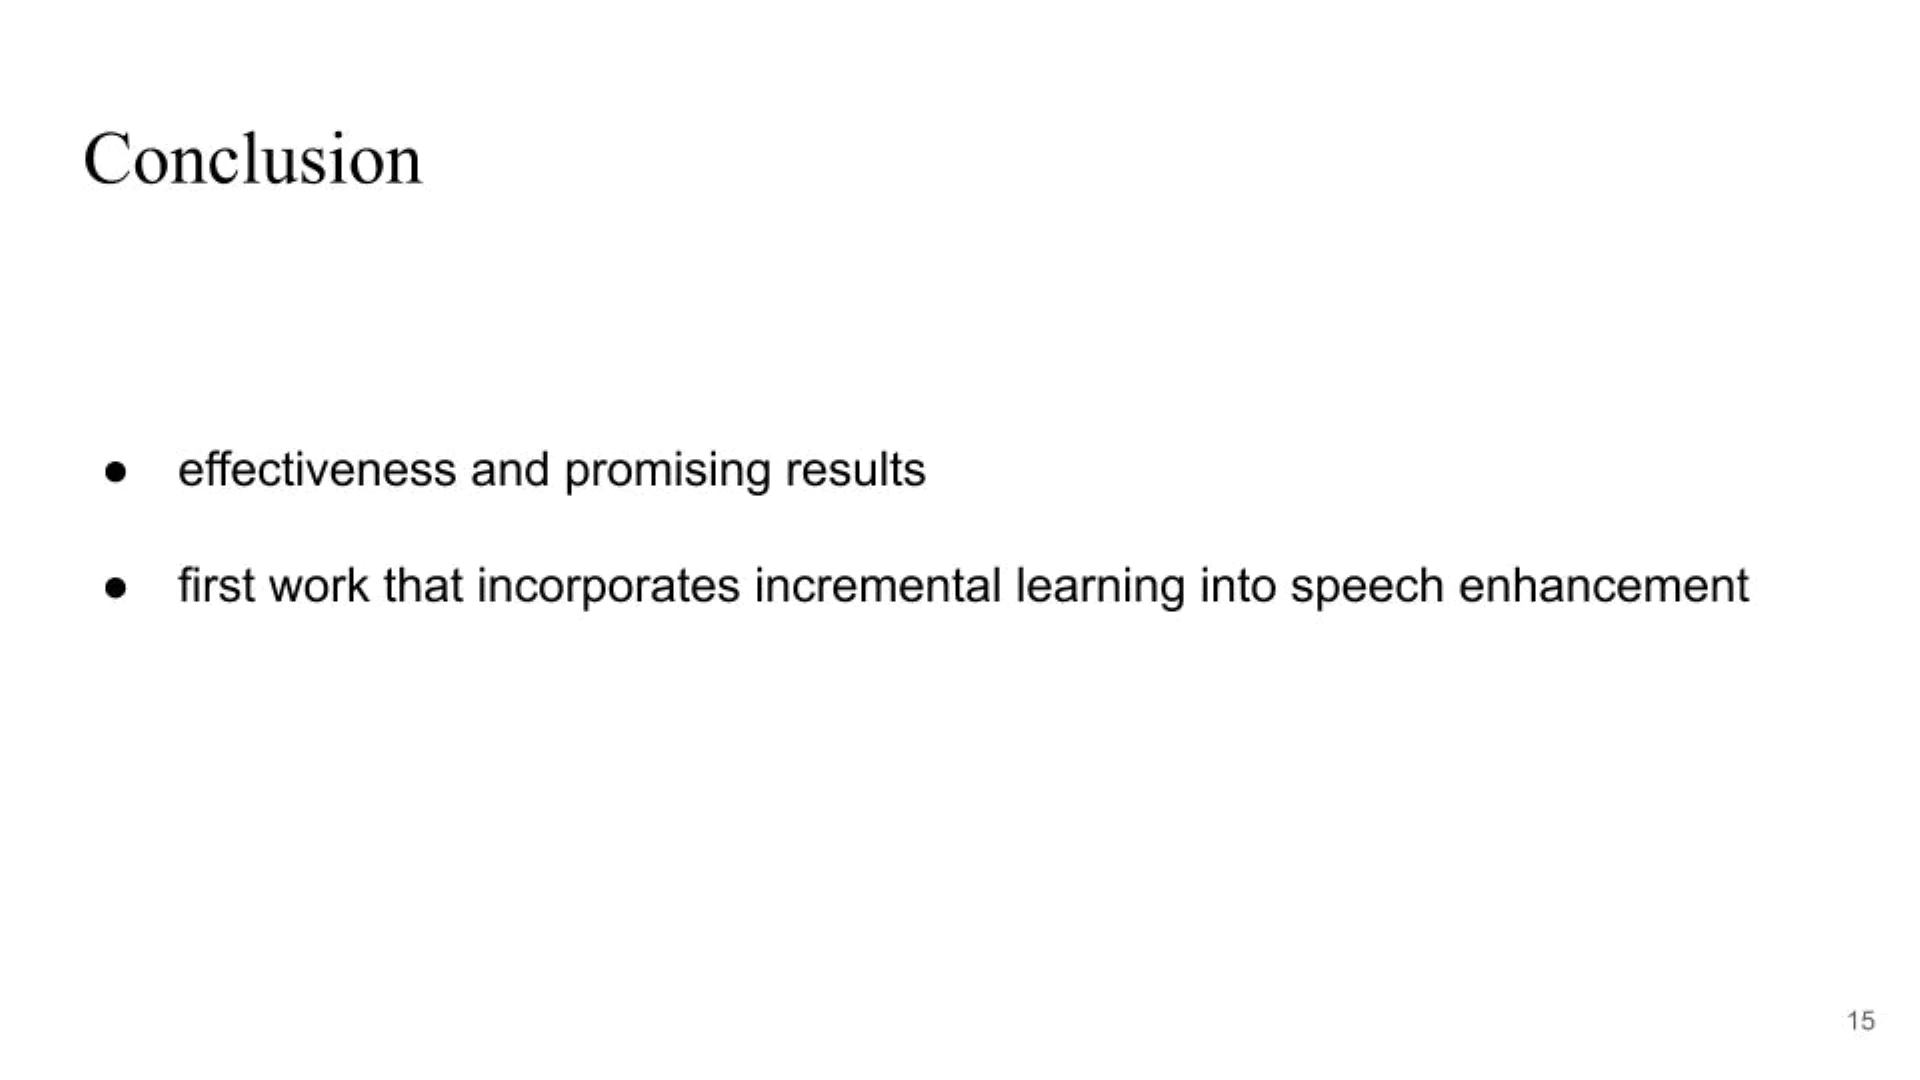 Conclusion
● effectiveness and promising results
● first work that incorporates incremental learning into speech enhancement
15